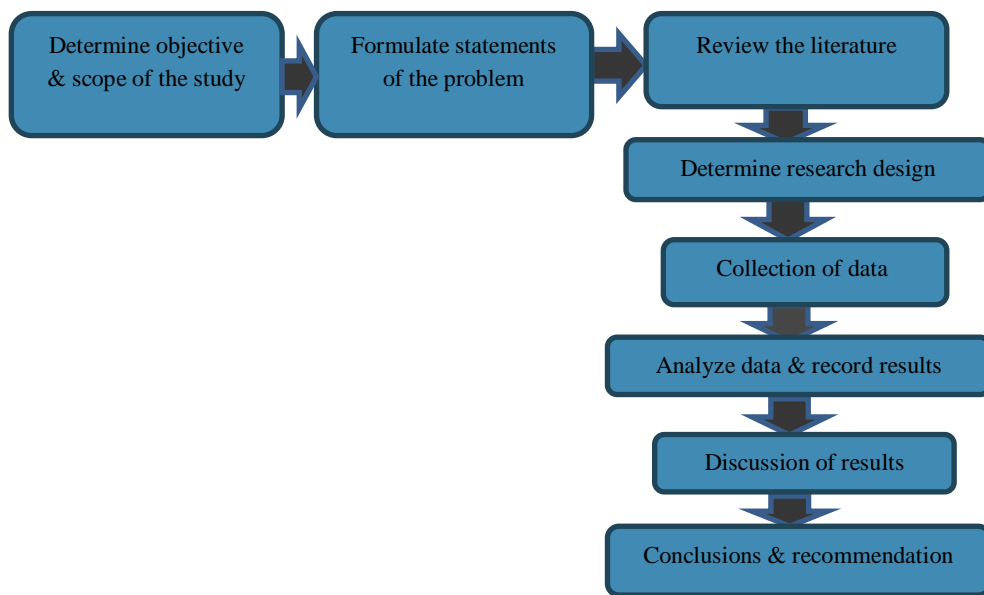 Determine objective
& scope of the study
Formulate statements
of the problem
Review the literature
Determine research design
Collection of data
Analyze data & record results
Discussion of results
Conclusions & recommendation